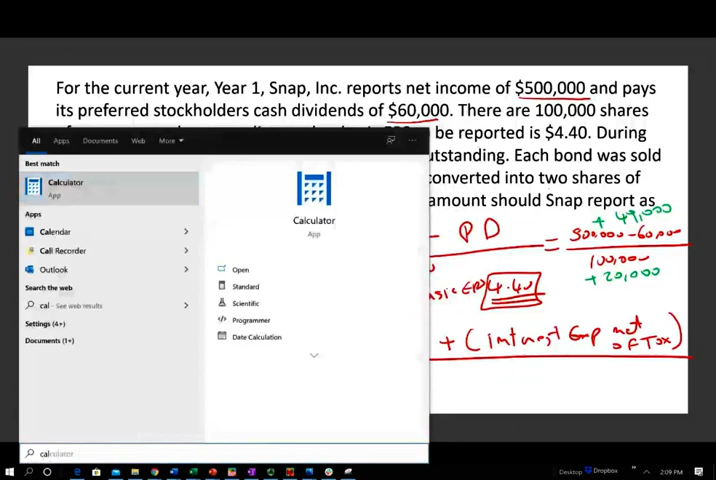 For the current year, Year 1, Snap, Inc. reports net income of $500,000 and pays
its preferred stockholders cash dividends of $60,000. There are 100,000 shares
be reported is $4.40. During
outstanding. Each bond was sold
converted into two shares of
amount should Snap report as
All Apps Documents Web More
Best match
Calculator
App
Apps
Calendar
Call Recorder
Outlook
Search the web
cal - See web results
Settings (4+)
Documents (1+)
Calculator
App
Open
Standard
Scientific
Programmer
Date Calculation
- PD = 500,000 - 60,000
100,000
+ 20,000
4.40
+ (interest Exp net of Tax)
calculator
Desktop Dropbox 2:09 PM